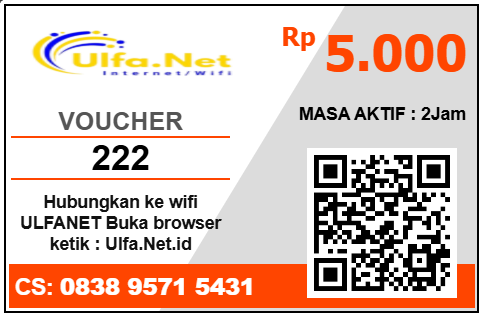 Ulfa.Net
Internet/Wifi
Rp 5.000
MASA AKTIF : 2Jam
VOUCHER
222
Hubungkan ke wifi
ULFANET Buka browser
ketik : Ulfa.Net.id
CS: 0838 9571 5431